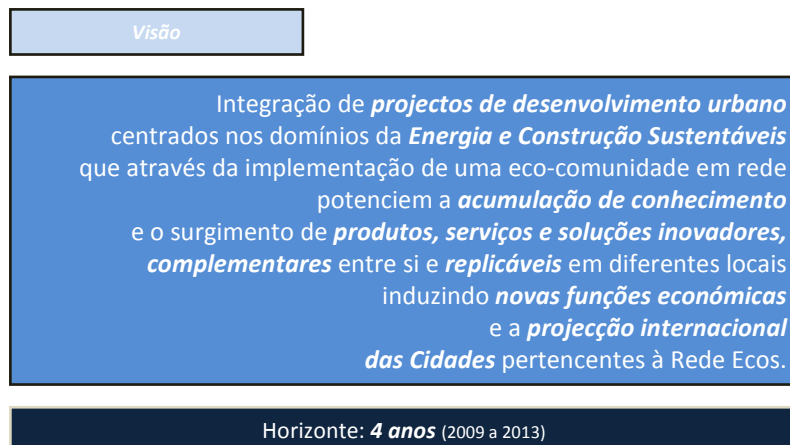 Visão
Integração de projectos de desenvolvimento urbano
centrados nos domínios da Energia e Construção Sustentáveis
que através da implementação de uma eco-comunidade em rede
potenciem a acumulação de conhecimento
e o surgimento de produtos, serviços e soluções inovadores,
complementares entre si e replicáveis em diferentes locais
induzindo novas funções económicas
e a projecção internacional
das Cidades pertencentes à Rede Ecos.
Horizonte: 4 anos (2009 a 2013)